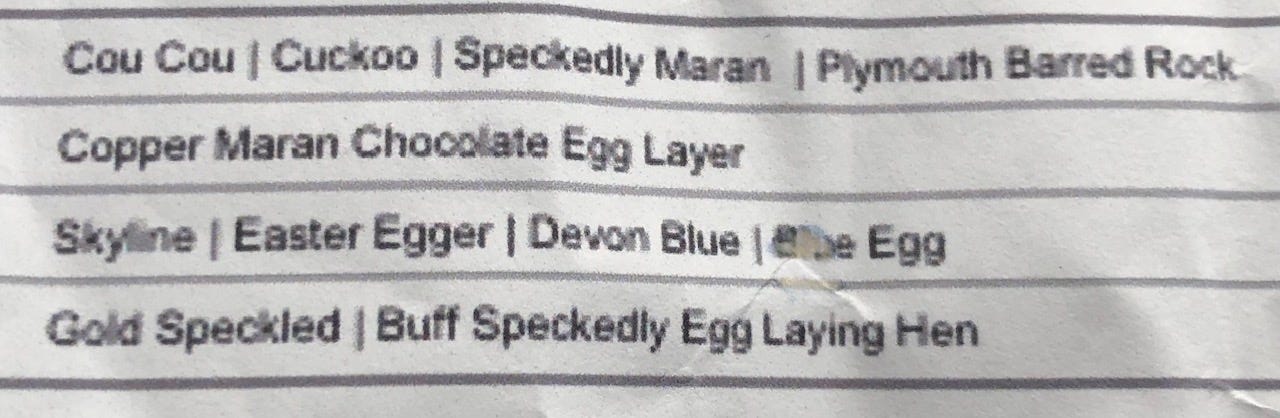 Cou Cou | Cuckoo | Speckedly Maran | Plymouth Barred Rock
Copper Maran Chocolate Egg Layer
Skyline | Easter Egger | Devon Blue | Egg
Gold Speckled | Buff Speckedly Egg Laying Hen